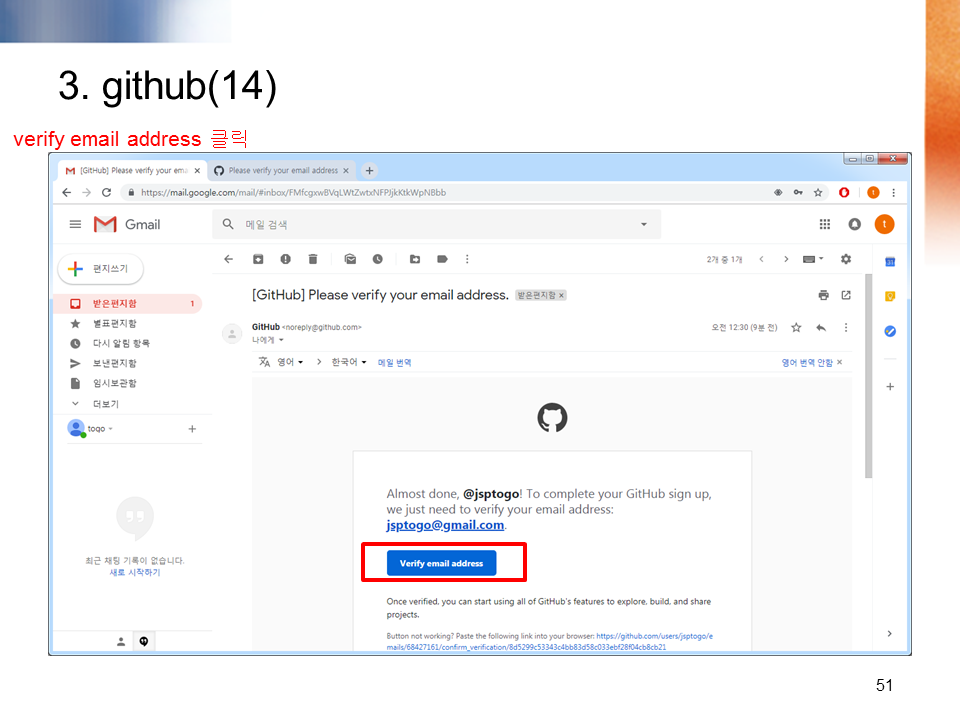 3. github(14)
verify email address 클릭
[GitHub] Please verify your ema
Please verify your email address
https://mail.google.com/mail/#inbox/FMfcgxwBVqLWtZwtxNFPJjkKtkWpNBbb
Gmail
메일 검색
t
편지쓰기
2개 중 1개
[GitHub] Please verify your email address.
받은편지함 x
받은편지함 1
별표편지함
다시 알림 항목
보낸편지함
임시보관함
더보기
GitHub <noreply@github.com>
오전 12:30 (9분 전)
나에게
영어 > 한국어 메일 번역
영어 번역 안함 x
togo
Almost done, @jsptogo! To complete your GitHub sign up,
we just need to verify your email address:
jsptogo@gmail.com.
Verify email address
최근 채팅 기록이 없습니다.
새로 시작하기
Once verified, you can start using all of GitHub's features to explore, build, and share
projects.
Button not working? Paste the following link into your browser: https://github.com/users/jsptogo/e
mails/68427161/confirm_verification/8d5299c53343c4bb83d58c033ebf28f04cb8cb21
51